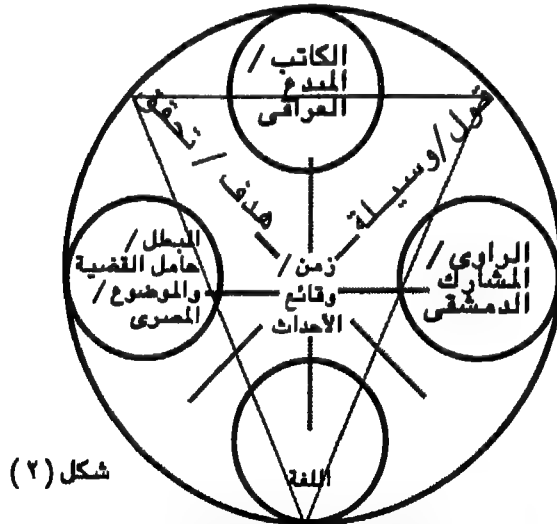 الكاتب /
المبدع
العراقى
قول / وسيلة
هدف / تحقق
الراوى /
المشارك
الدمشقى
زمن /
وقائع
الأحداث
البطل /
حامل القضية
والموضوع /
المصرى
اللغة
شكل (٢)